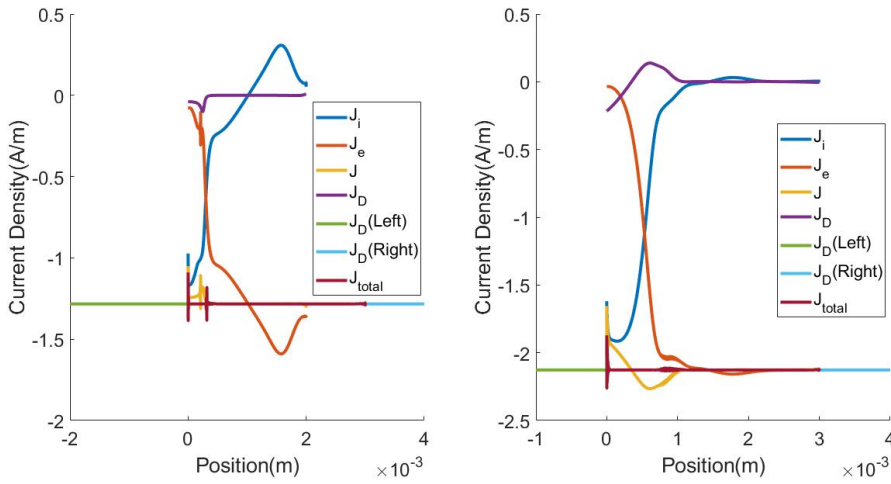 0.5
0
-0.5
-1
-1.5
-2
Current Density(A/m)
-2
0
2
4
Position(m)
×10-3
J_i
J_e
J
J_D
J_D(Left)
J_D(Right)
J_total
0.5
0
-0.5
-1
-1.5
-2
-2.5
Current Density(A/m)
-1
0
1
2
3
4
Position(m)
×10-3
J_i
J_e
J
J_D
J_D(Left)
J_D(Right)
J_total